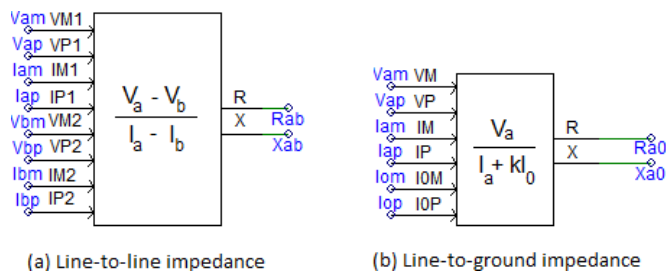 Vam VM1
Vap VP1
Iam IM1
Iap IP1
Vbm VM2
Vbp VP2
Ibm IM2
Ibp IP2
Va - Vb
Ia - Ib
R
Rab
X
Xab
(a) Line-to-line impedance
Vam VM
Vap VP
Iam IM
Iap IP
Iom I0M
Iop I0P
Va
Ia + kI0
R
Ra0
X
Xa0
(b) Line-to-ground impedance